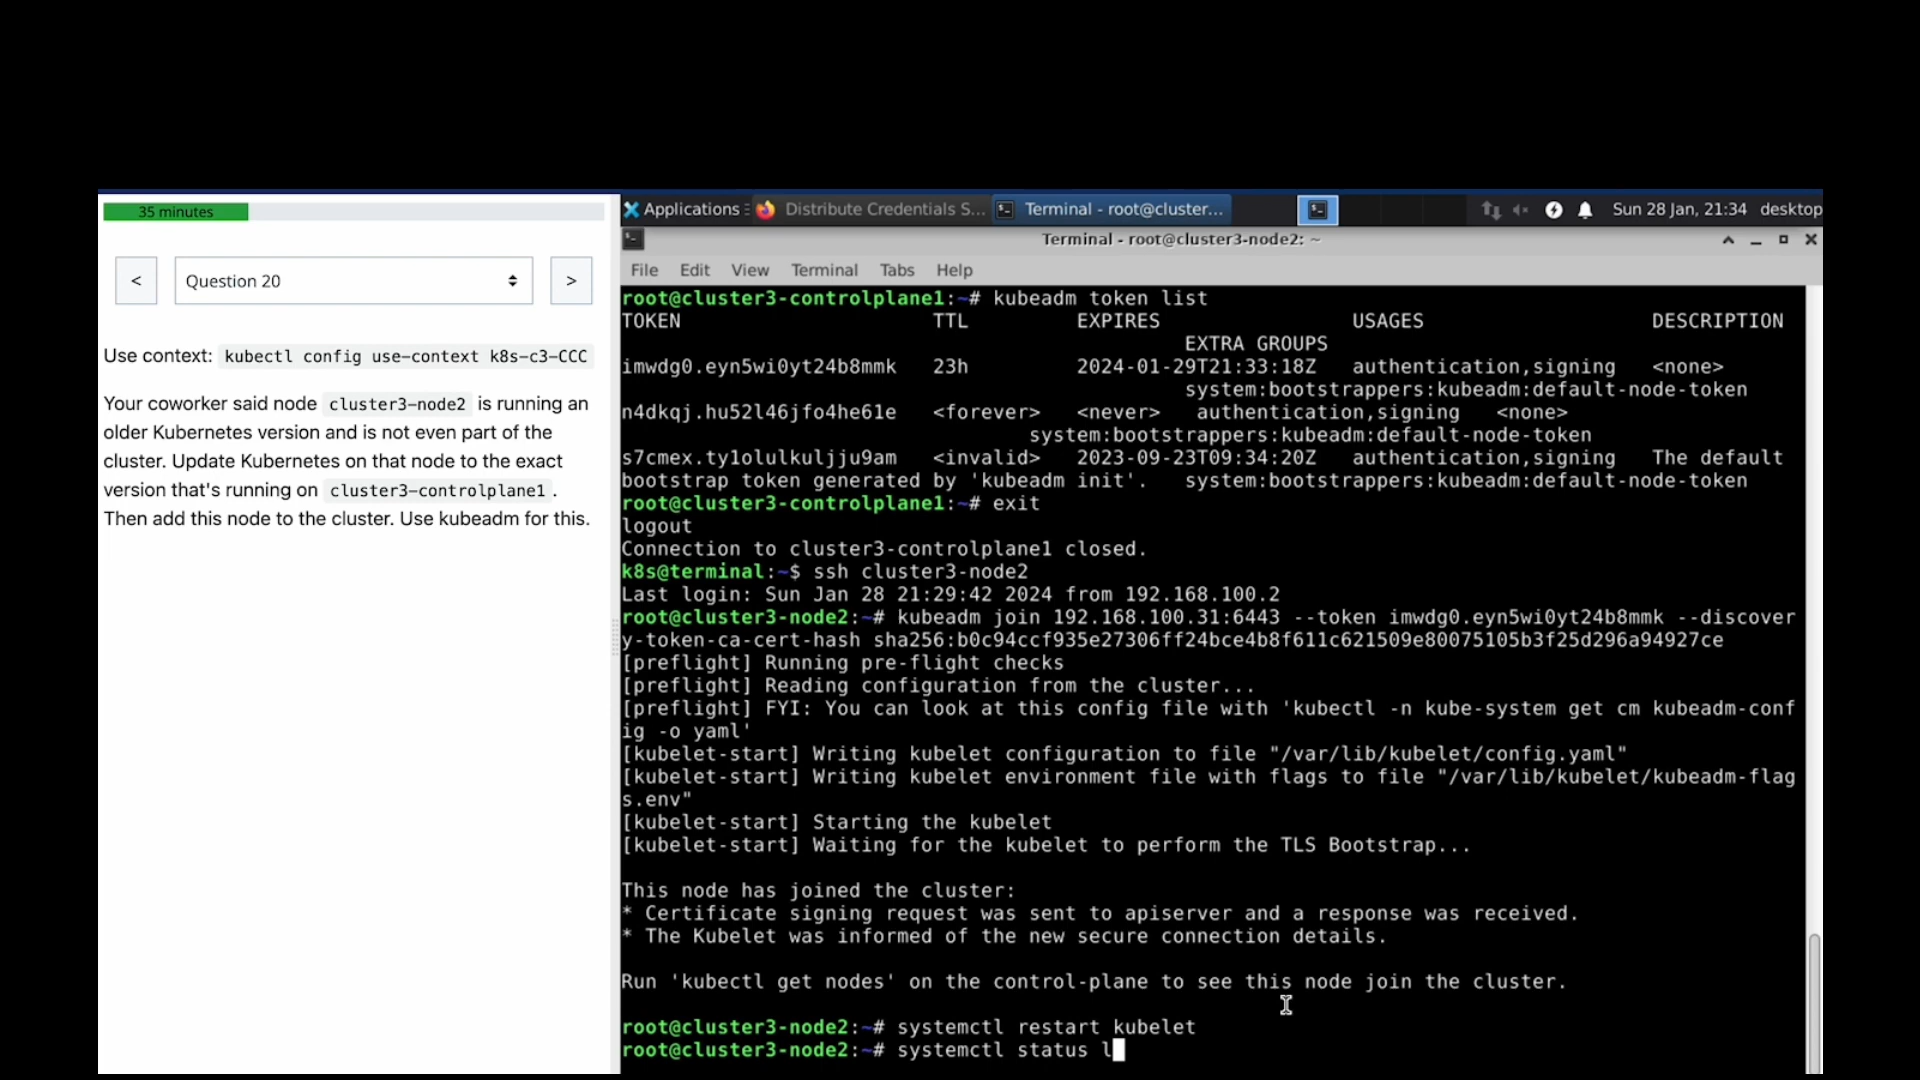 35 minutes
<
Question 20
>
Use context: kubectl config use-context k8s-c3-CCC
Your coworker said node cluster3-node2 is running an
older Kubernetes version and is not even part of the
cluster. Update Kubernetes on that node to the exact
version that's running on cluster3-controlplane1 .
Then add this node to the cluster. Use kubeadm for this.
Applications
Distribute Credentials S...
Terminal - root@cluster...
Sun 28 Jan, 21:34
desktop
Terminal - root@cluster3-node2: ~
File Edit View Terminal Tabs Help
root@cluster3-controlplane1:~# kubeadm token list
TOKEN TTL EXPIRES USAGES DESCRIPTION
EXTRA GROUPS
imwdg0.eyn5wi0yt24b8mmk 23h 2024-01-29T21:33:18Z authentication,signing <none>
system:bootstrappers:kubeadm:default-node-token
n4dkqj.hu52l46jfo4he61e <forever> <never> authentication,signing <none>
system:bootstrappers:kubeadm:default-node-token
s7cmex.ty1olulkuljju9am <invalid> 2023-09-23T09:34:20Z authentication,signing The default
bootstrap token generated by 'kubeadm init'. system:bootstrappers:kubeadm:default-node-token
root@cluster3-controlplane1:~# exit
logout
Connection to cluster3-controlplane1 closed.
k8s@terminal:~$ ssh cluster3-node2
Last login: Sun Jan 28 21:29:42 2024 from 192.168.100.2
root@cluster3-node2:~# kubeadm join 192.168.100.31:6443 --token imwdg0.eyn5wi0yt24b8mmk --discover
y-token-ca-cert-hash sha256:b0c94ccf935e27306ff24bce4b8f611c621509e80075105b3f25d296a94927ce
[preflight] Running pre-flight checks
[preflight] Reading configuration from the cluster...
[preflight] FYI: You can look at this config file with 'kubectl -n kube-system get cm kubeadm-conf
ig -o yaml'
[kubelet-start] Writing kubelet configuration to file "/var/lib/kubelet/config.yaml"
[kubelet-start] Writing kubelet environment file with flags to file "/var/lib/kubelet/kubeadm-flag
s.env"
[kubelet-start] Starting the kubelet
[kubelet-start] Waiting for the kubelet to perform the TLS Bootstrap...
This node has joined the cluster:
* Certificate signing request was sent to apiserver and a response was received.
* The Kubelet was informed of the new secure connection details.
Run 'kubectl get nodes' on the control-plane to see this node join the cluster.
root@cluster3-node2:~# systemctl restart kubelet
root@cluster3-node2:~# systemctl status l